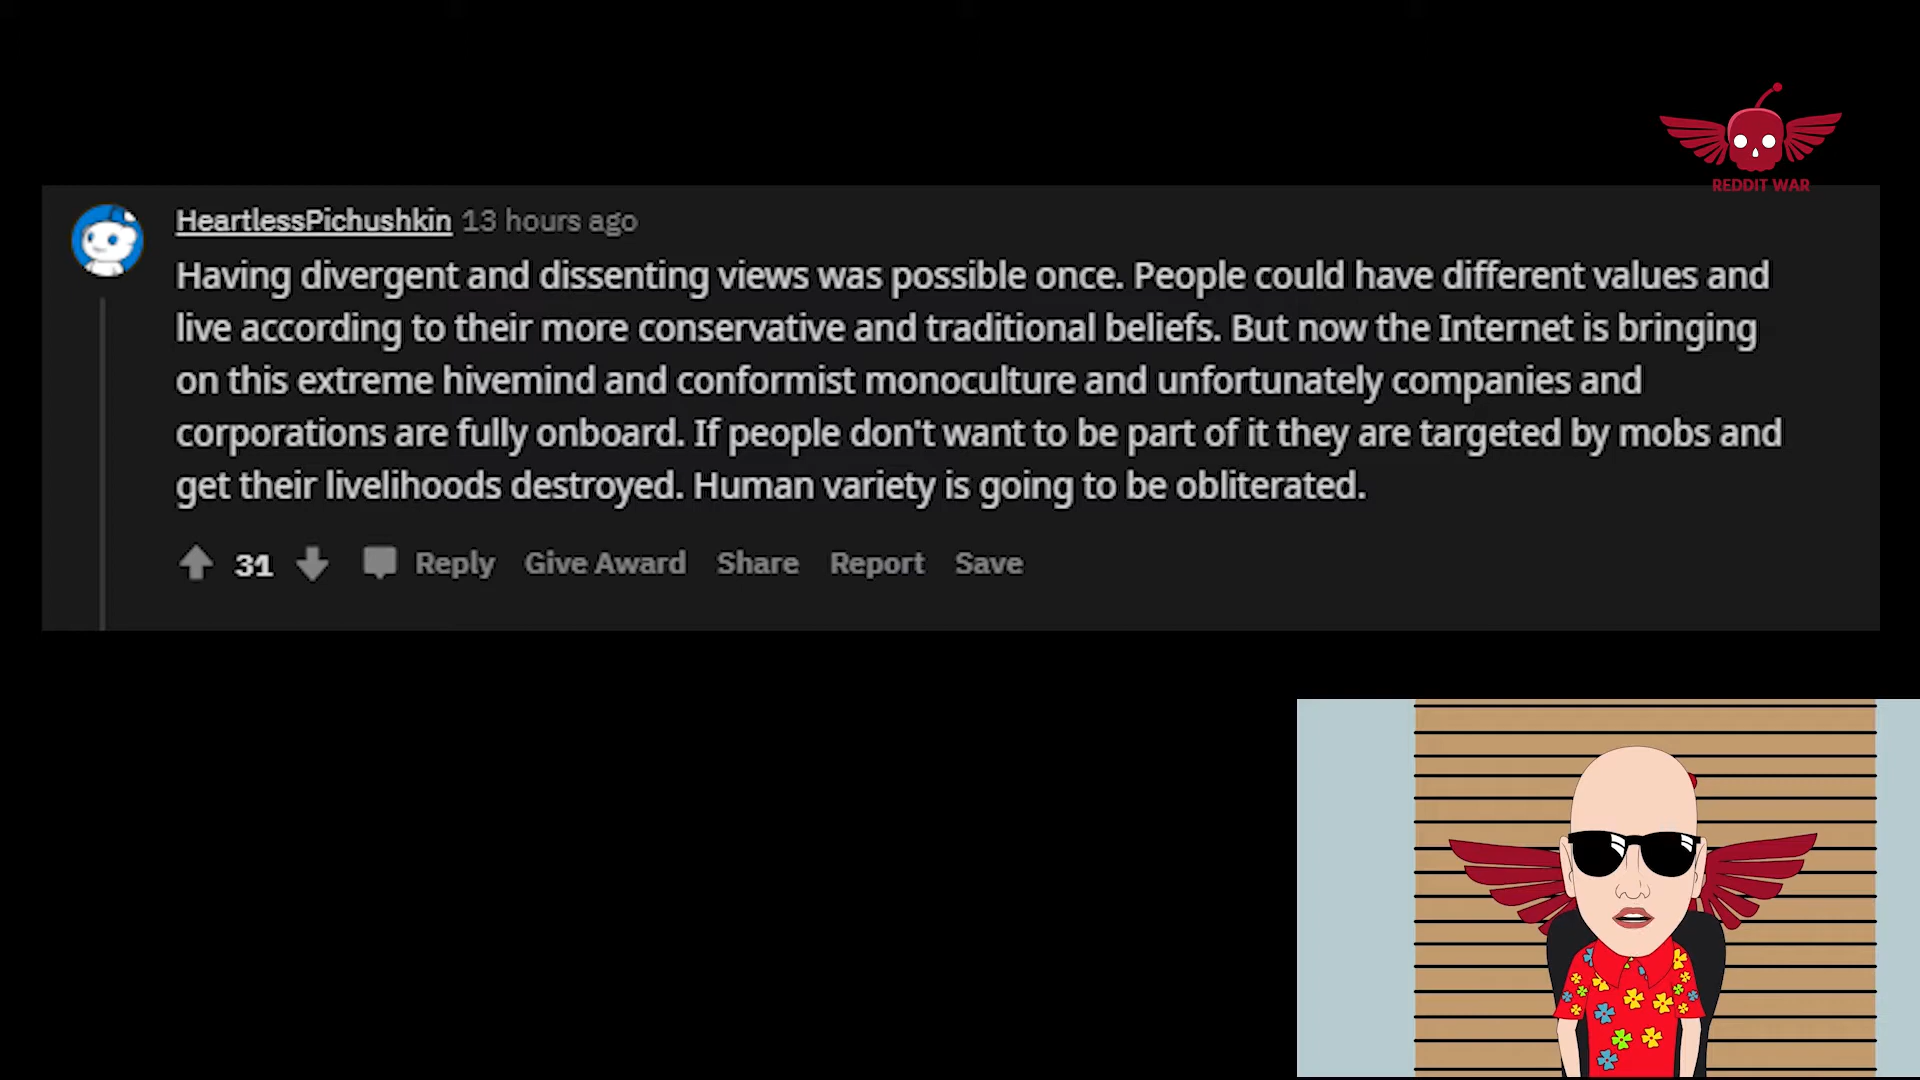 REDDIT WAR
HeartlessPichushkin 13 hours ago
Having divergent and dissenting views was possible once. People could have different values and
live according to their more conservative and traditional beliefs. But now the Internet is bringing
on this extreme hivemind and conformist monoculture and unfortunately companies and
corporations are fully onboard. If people don't want to be part of it they are targeted by mobs and
get their livelihoods destroyed. Human variety is going to be obliterated.
31 Reply Give Award Share Report Save